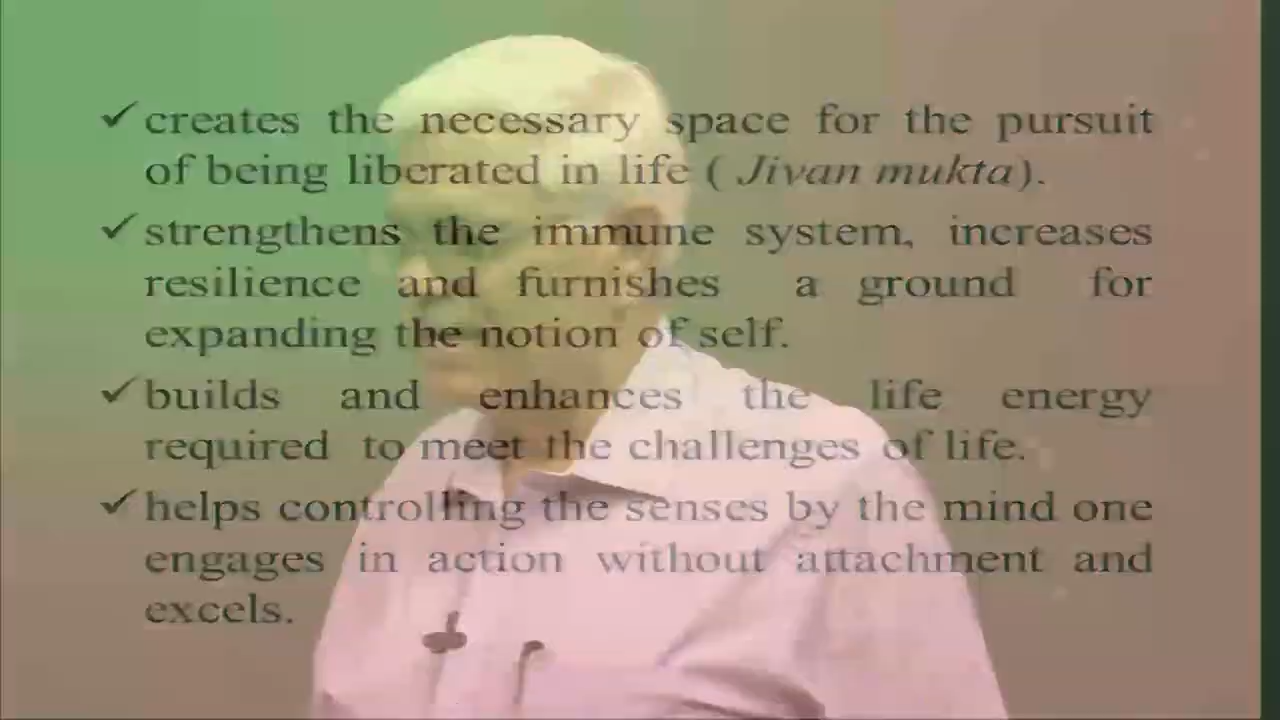 ✓ creates the necessary space for the pursuit
of being liberated in life ( Jivan mukta).
✓ strengthens the immune system, increases
resilience and furnishes a ground for
expanding the notion of self.
✓ builds and enhances the life energy
required to meet the challenges of life.
✓ helps controlling the senses by the mind one
engages in action without attachment and
excels.